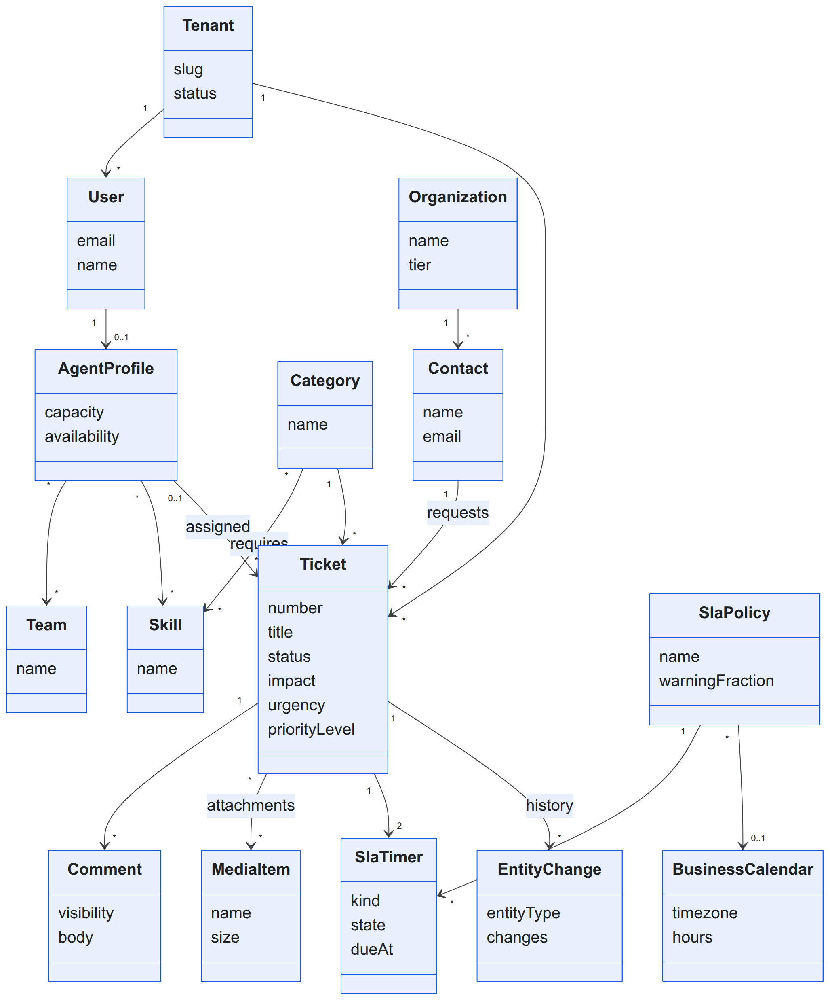 Tenant
slug
status
1
1
*
User
email
name
Organization
name
tier
1
0..1
1
*
AgentProfile
capacity
availability
Category
name
Contact
name
email
*
*
0..1
*
1
1
assigned
requires
requests
*
*
*
*
*
*
*
Team
name
Skill
name
Ticket
number
title
status
impact
urgency
priorityLevel
SlaPolicy
name
warningFraction
1
1
1
*
*
1
attachments
history
*
*
2
*
0..1
Comment
visibility
body
MediaItem
name
size
SlaTimer
kind
state
dueAt
*
EntityChange
entityType
changes
BusinessCalendar
timezone
hours